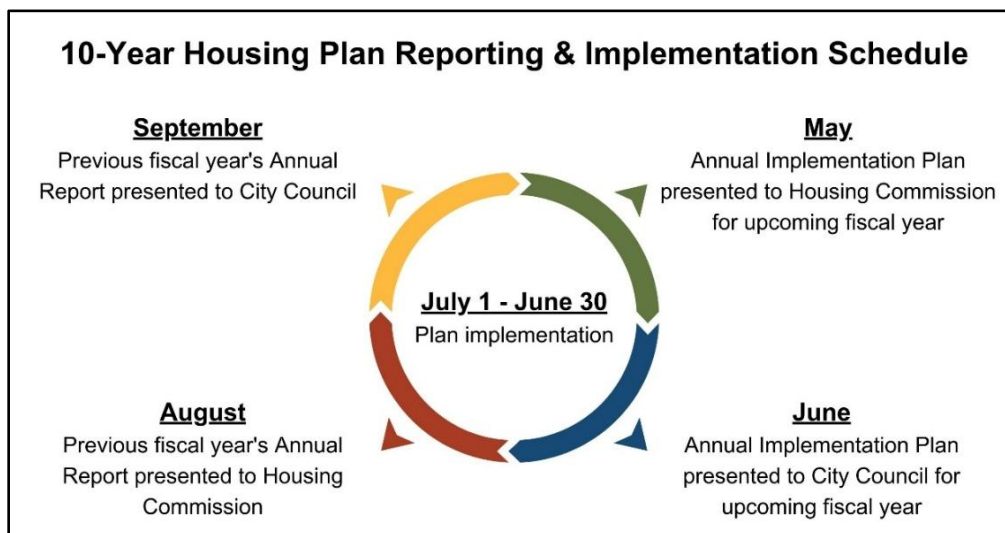 10-Year Housing Plan Reporting & Implementation Schedule
September
Previous fiscal year's Annual
Report presented to City Council
May
Annual Implementation Plan
presented to Housing Commission
for upcoming fiscal year
July 1 - June 30
Plan implementation
August
Previous fiscal year's Annual
Report presented to Housing
Commission
June
Annual Implementation Plan
presented to City Council for
upcoming fiscal year